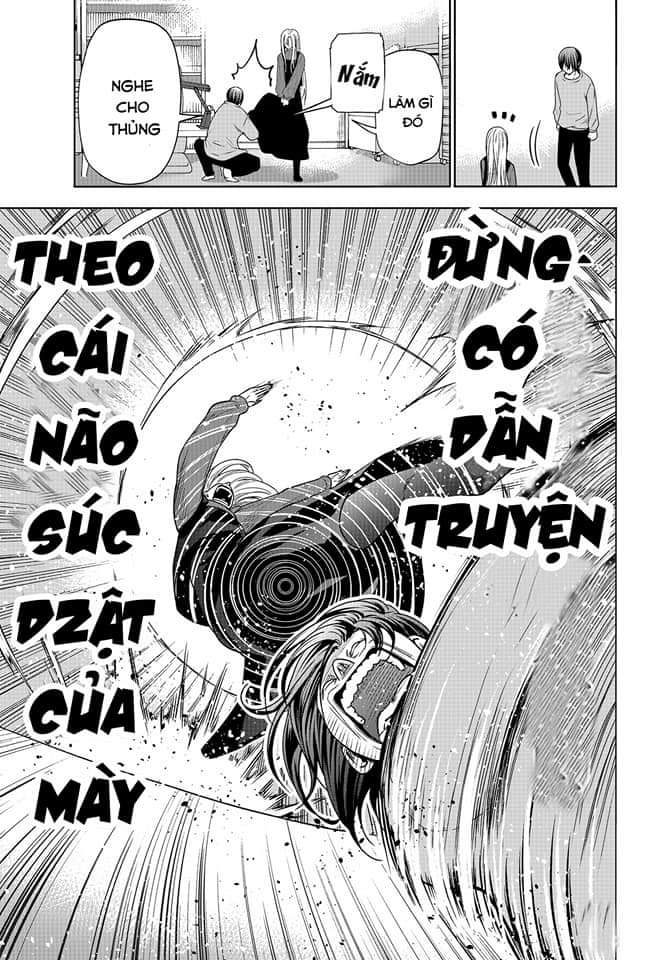 LÀM GÌ
ĐÓ
Nắm
NGHE
CHO
THỦNG
ĐỪNG
CÓ
DẪN
TRUYỆN
THEO
CÁI
NÃO
SÚC
DZẬT
CỦA
MÀY